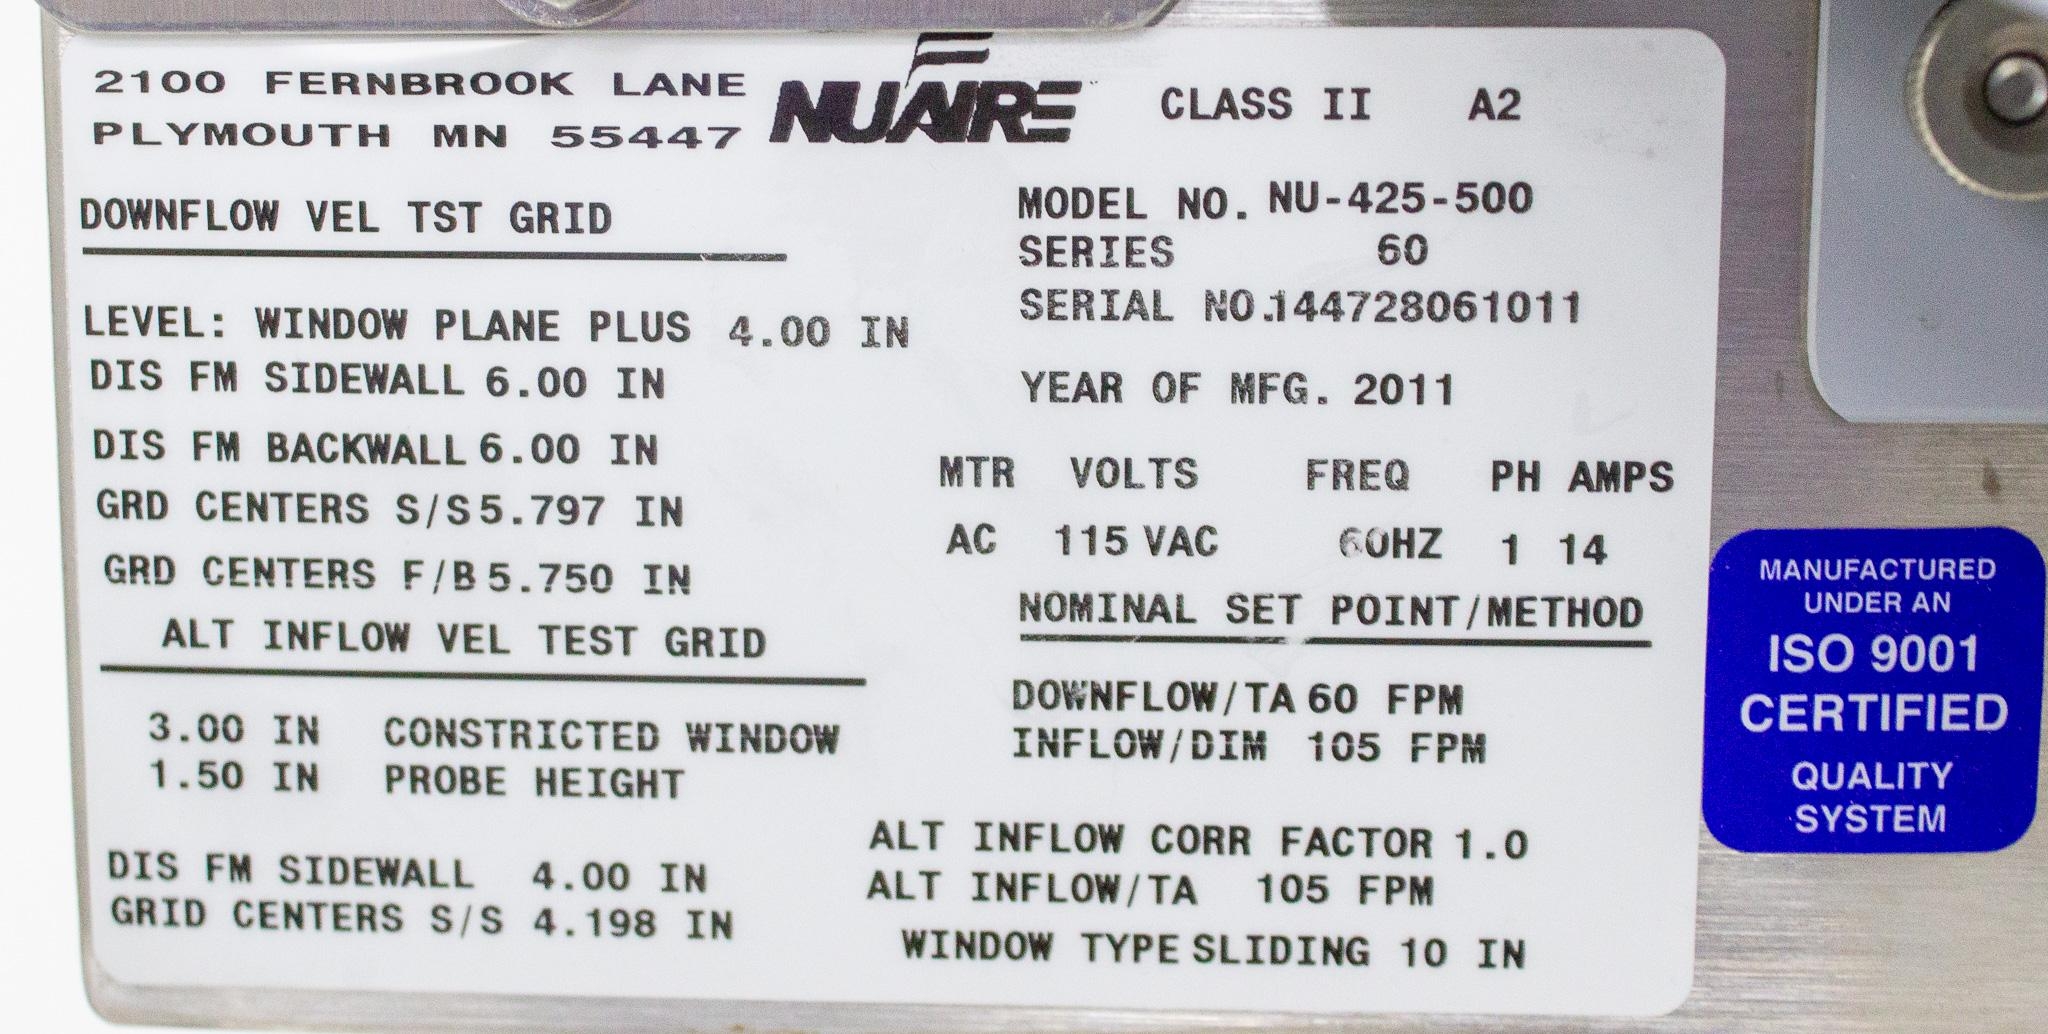 2100 FERNBROOK LANE
PLYMOUTH MN 55447
NUAIRE
CLASS II A2
DOWNFLOW VEL TST GRID
LEVEL: WINDOW PLANE PLUS 4.00 IN
DIS FM SIDEWALL 6.00 IN
DIS FM BACKWALL 6.00 IN
GRD CENTERS S/S 5.797 IN
GRD CENTERS F/B 5.750 IN
ALT INFLOW VEL TEST GRID
3.00 IN CONSTRICTED WINDOW
1.50 IN PROBE HEIGHT
DIS FM SIDEWALL 4.00 IN
GRID CENTERS S/S 4.198 IN
MODEL NO. NU-425-500
SERIES 60
SERIAL NO.144728061011
YEAR OF MFG. 2011
MTR VOLTS FREQ PH AMPS
AC 115 VAC 60HZ 1 14
NOMINAL SET POINT/METHOD
DOWNFLOW/TA 60 FPM
INFLOW/DIM 105 FPM
ALT INFLOW CORR FACTOR 1.0
ALT INFLOW/TA 105 FPM
WINDOW TYPE SLIDING 10 IN
MANUFACTURED
UNDER AN
ISO 9001
CERTIFIED
QUALITY
SYSTEM